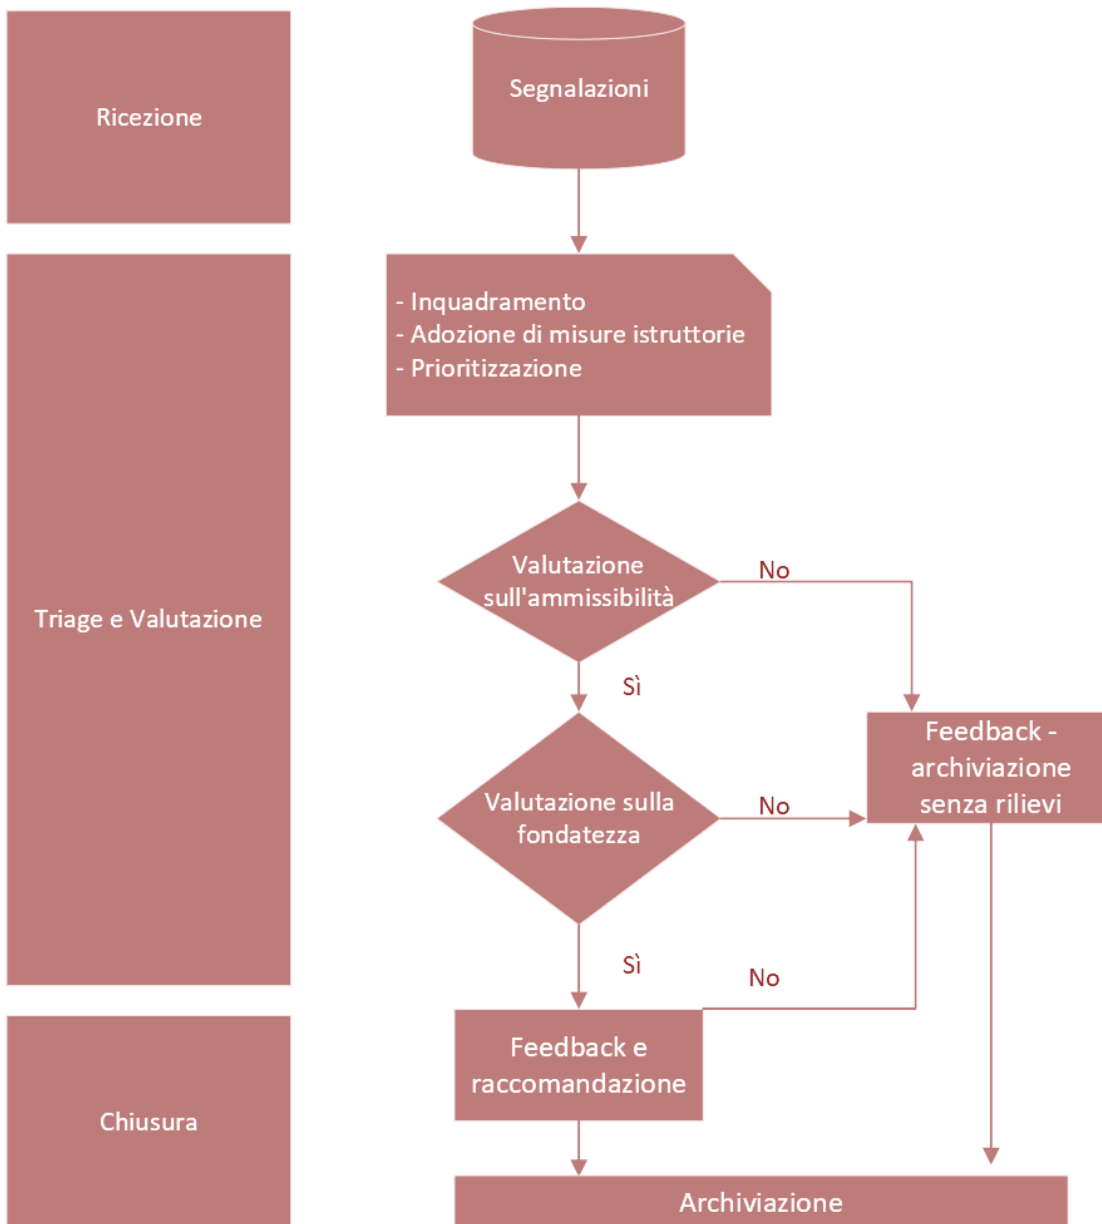 Ricezione
Segnalazioni
- Inquadramento
- Adozione di misure istruttorie
- Prioritizzazione
Triage e Valutazione
Valutazione
sull'ammissibilità
No
Sì
Feedback -
archiviazione
senza rilievi
Valutazione sulla
fondatezza
No
Sì
No
Feedback e
raccomandazione
Chiusura
Archiviazione